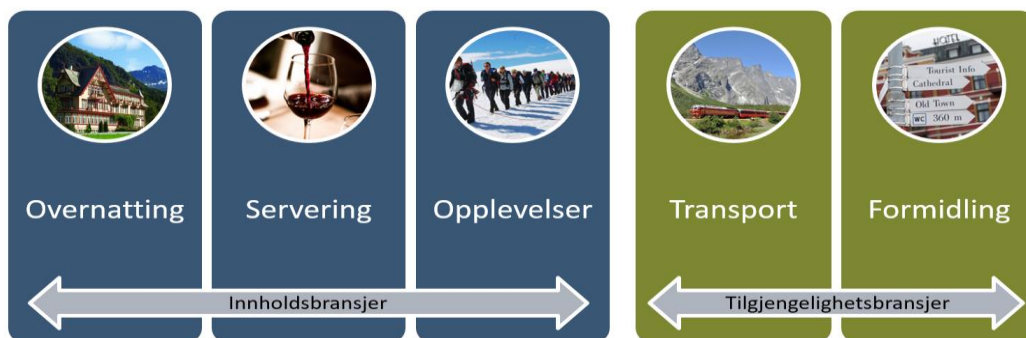 HOTEL
Tourist Info
Cathedral
Old Town
WC 360 m
Overnatting
Servering
Opplevelser
Transport
Formidling
Innholdsbransjer
Tilgjengelighetsbransjer